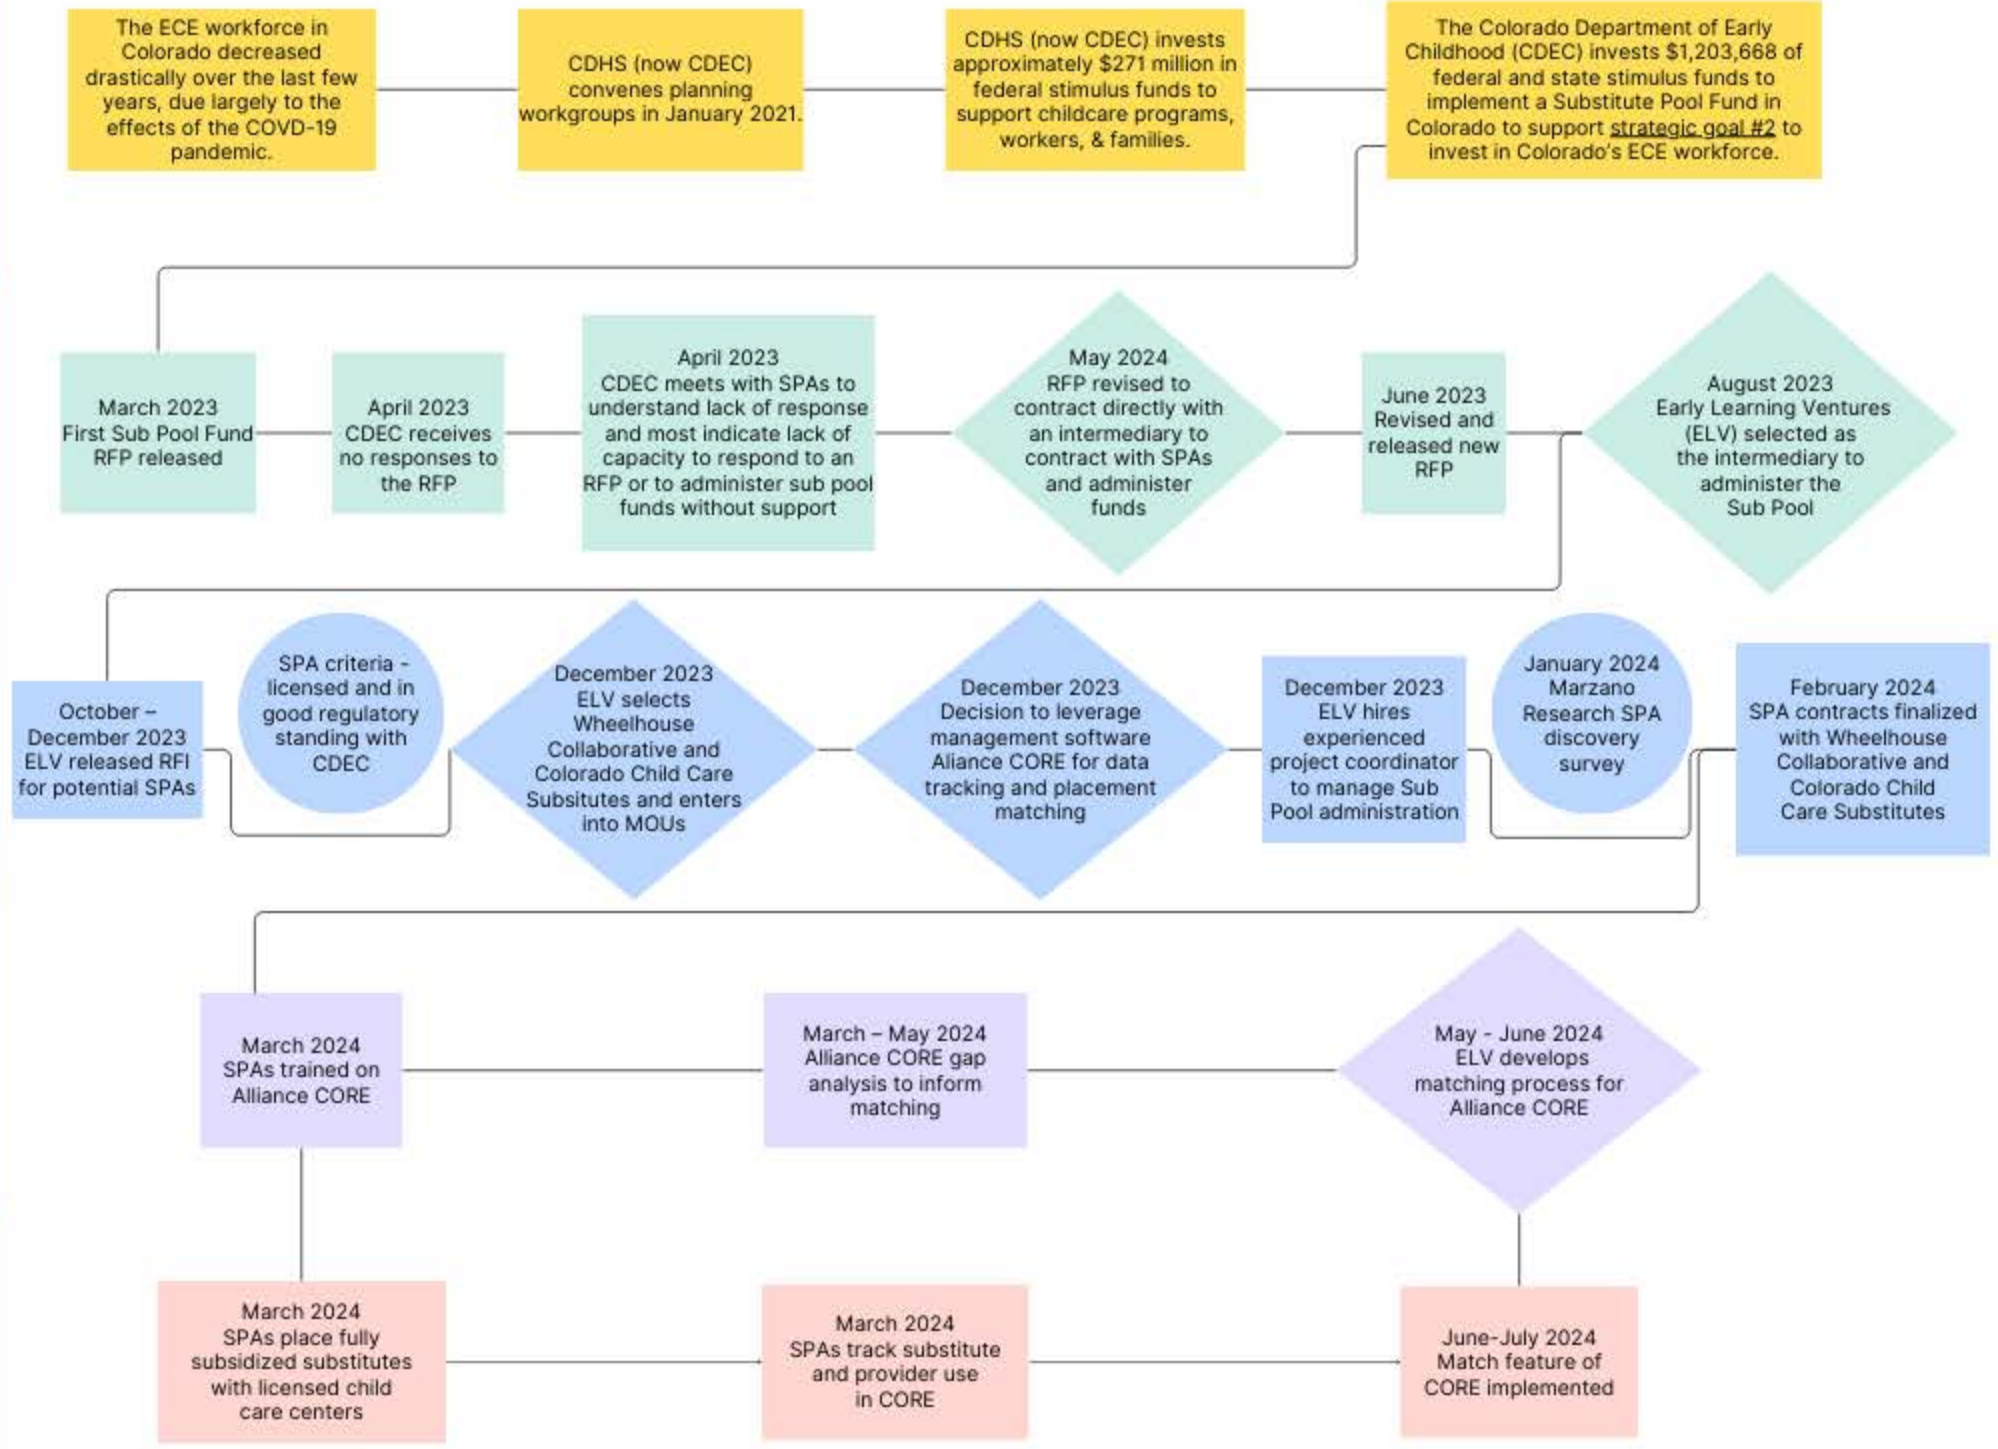 The ECE workforce in
Colorado decreased
drastically over the last few
years, due largely to the
effects of the COVD-19
pandemic.
CDHS (now CDEC)
convenes planning
workgroups in January 2021.
CDHS (now CDEC) invests
approximately $271 million in
federal stimulus funds to
support childcare programs,
workers, & families.
The Colorado Department of Early
Childhood (CDEC) invests $1,203,668 of
federal and state stimulus funds to
implement a Substitute Pool Fund in
Colorado to support strategic goal #2 to
invest in Colorado's ECE workforce.
March 2023
First Sub Pool Fund
RFP released
April 2023
CDEC receives
no responses to
the RFP
April 2023
CDEC meets with SPAs to
understand lack of response
and most indicate lack of
capacity to respond to an
RFP or to administer sub pool
funds without support
May 2024
RFP revised to
contract directly with
an intermediary to
contract with SPAs
and administer
funds
June 2023
Revised and
released new
RFP
August 2023
Early Learning Ventures
(ELV) selected as
the intermediary to
administer the
Sub Pool
October –
December 2023
ELV released RFI
for potential SPAs
SPA criteria -
licensed and in
good regulatory
standing with
CDEC
December 2023
ELV selects
Wheelhouse
Collaborative and
Colorado Child Care
Subsitutes and enters
into MOUs
December 2023
Decision to leverage
management software
Aliance CORE for data
tracking and placement
matching
December 2023
ELV hires
experienced
project coordinator
to manage Sub
Pool administration
January 2024
Marzano
Research SPA
discovery
survey
February 2024
SPA contracts finalized
with Wheelhouse
Collaborative and
Colorado Child
Care Substitutes
March 2024
SPAs trained on
Alliance CORE
March – May 2024
Alliance CORE gap
analysis to inform
matching
May - June 2024
ELV develops
matching process for
Alliance CORE
March 2024
SPAs place fully
subsidized substitutes
with licensed child
care centers
March 2024
SPAs track substitute
and provider use
in CORE
June-July 2024
Match feature of
CORE implemented